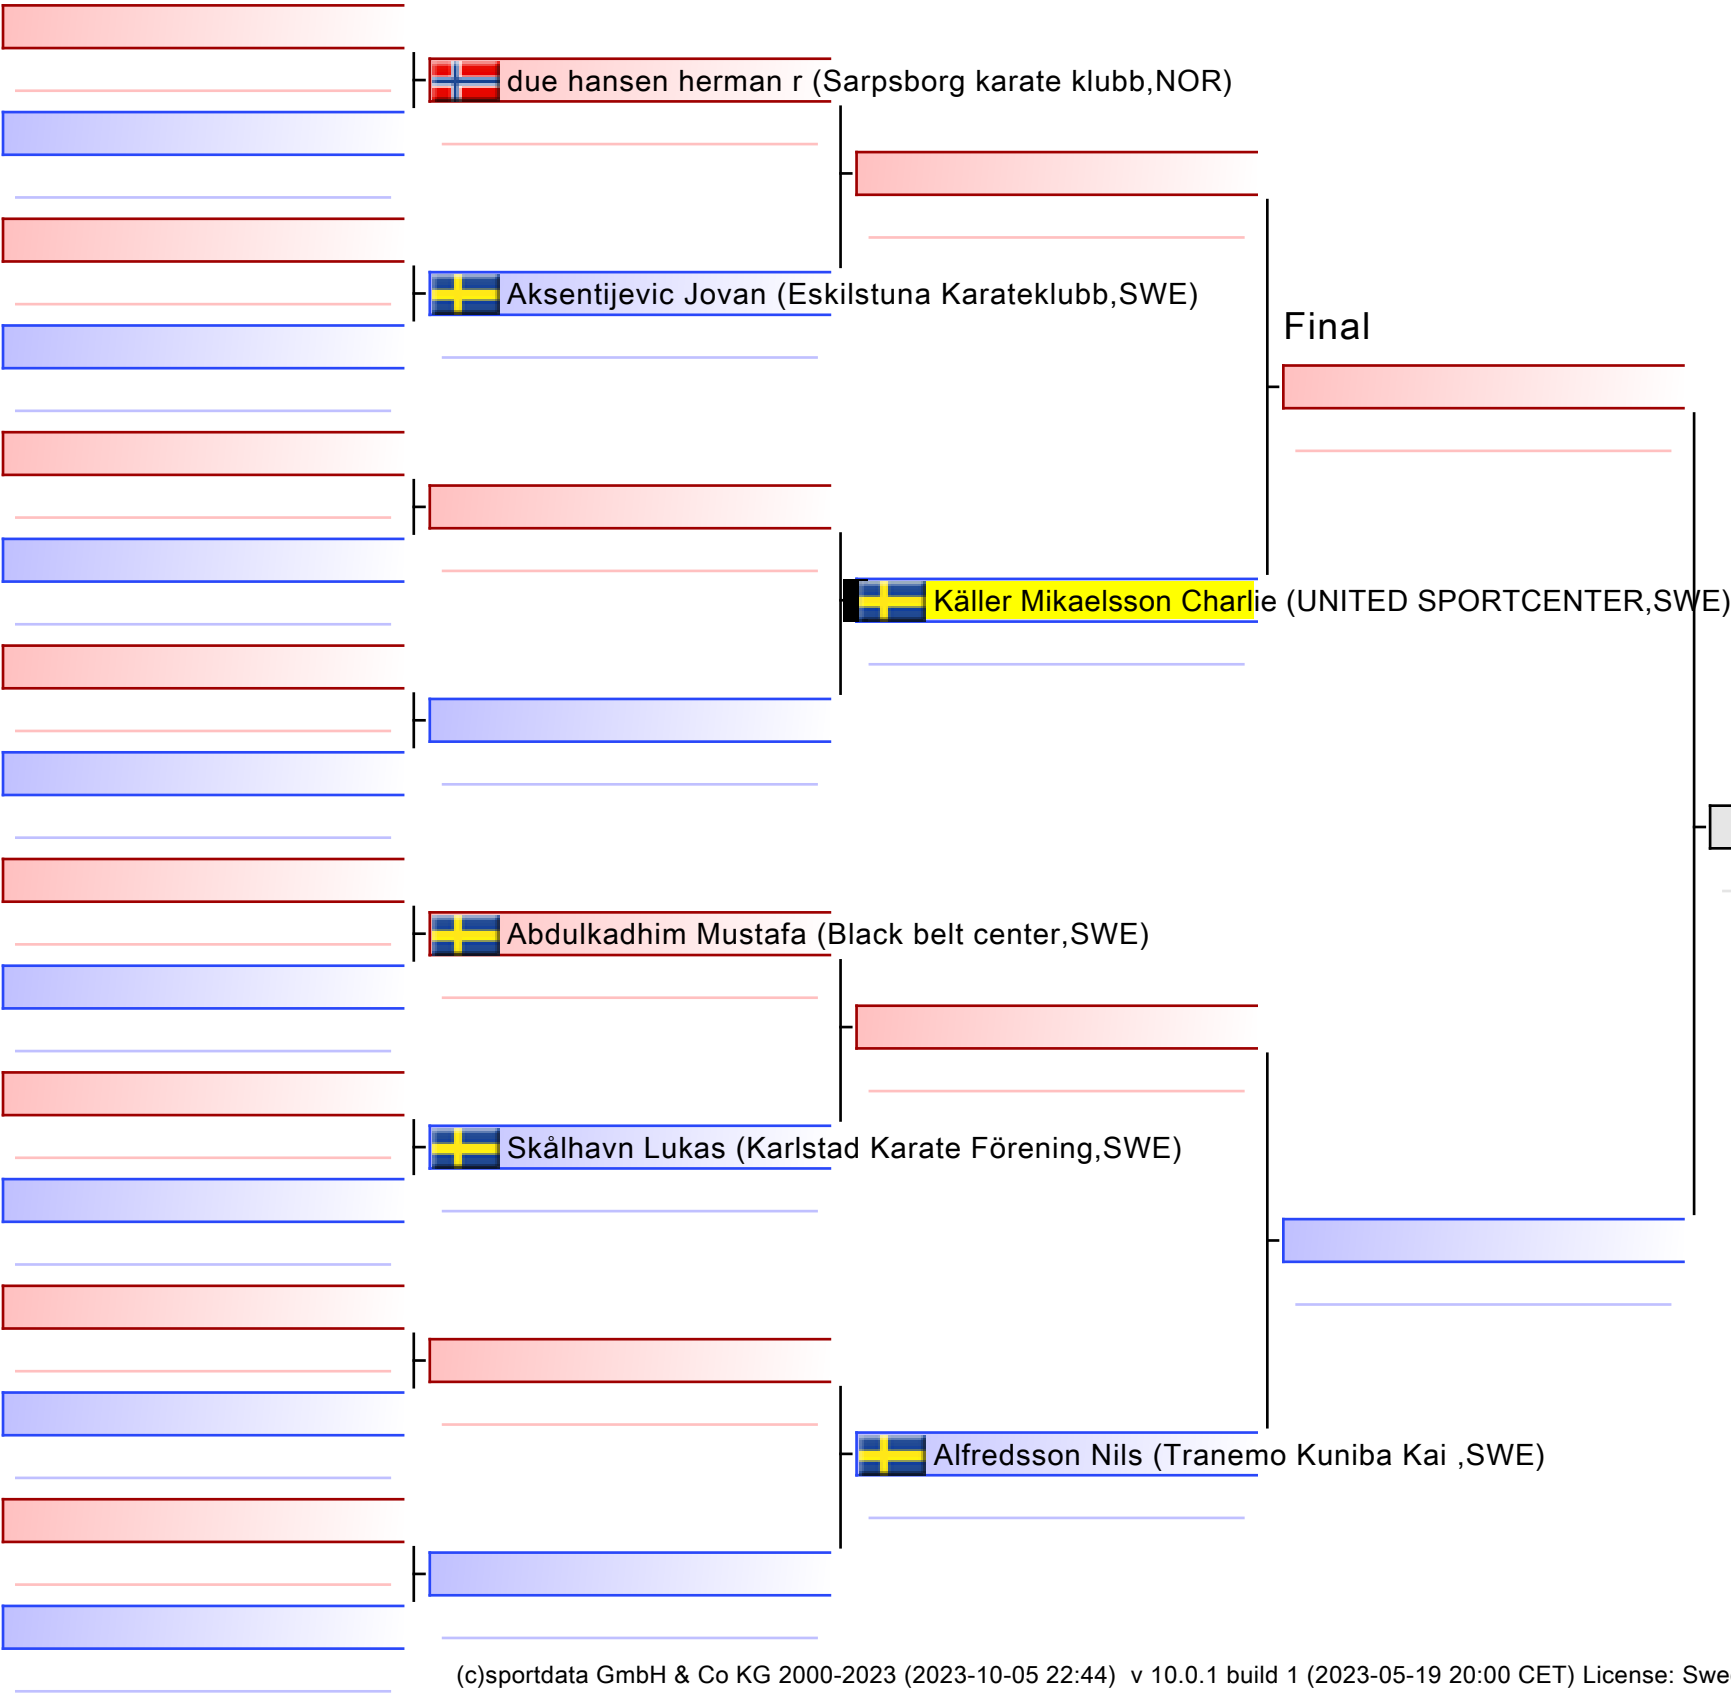 due hansen herman r (Sarpsborg karate klubb,NOR)
Aksentijevic Jovan (Eskilstuna Karateklubb,SWE)
Final
Käller Mikaelsson Charlie (UNITED SPORTCENTER,SWE)
Abdulkadhim Mustafa (Black belt center,SWE)
Skålhavn Lukas (Karlstad Karate Förening,SWE)
Alfredsson Nils (Tranemo Kuniba Kai ,SWE)
(c)sportdata GmbH & Co KG 2000-2023 (2023-10-05 22:44) v 10.0.1 build 1 (2023-05-19 20:00 CET) License: Swe